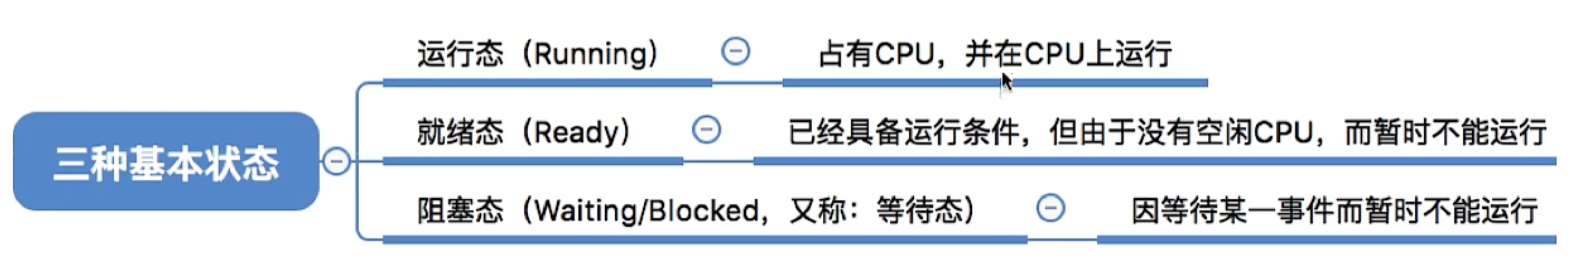 运行态（Running）
占有CPU，并在CPU上运行
三种基本状态
就绪态（Ready）
已经具备运行条件，但由于没有空闲CPU，而暂时不能运行
阻塞态（Waiting/Blocked，又称：等待态）
因等待某一事件而暂时不能运行